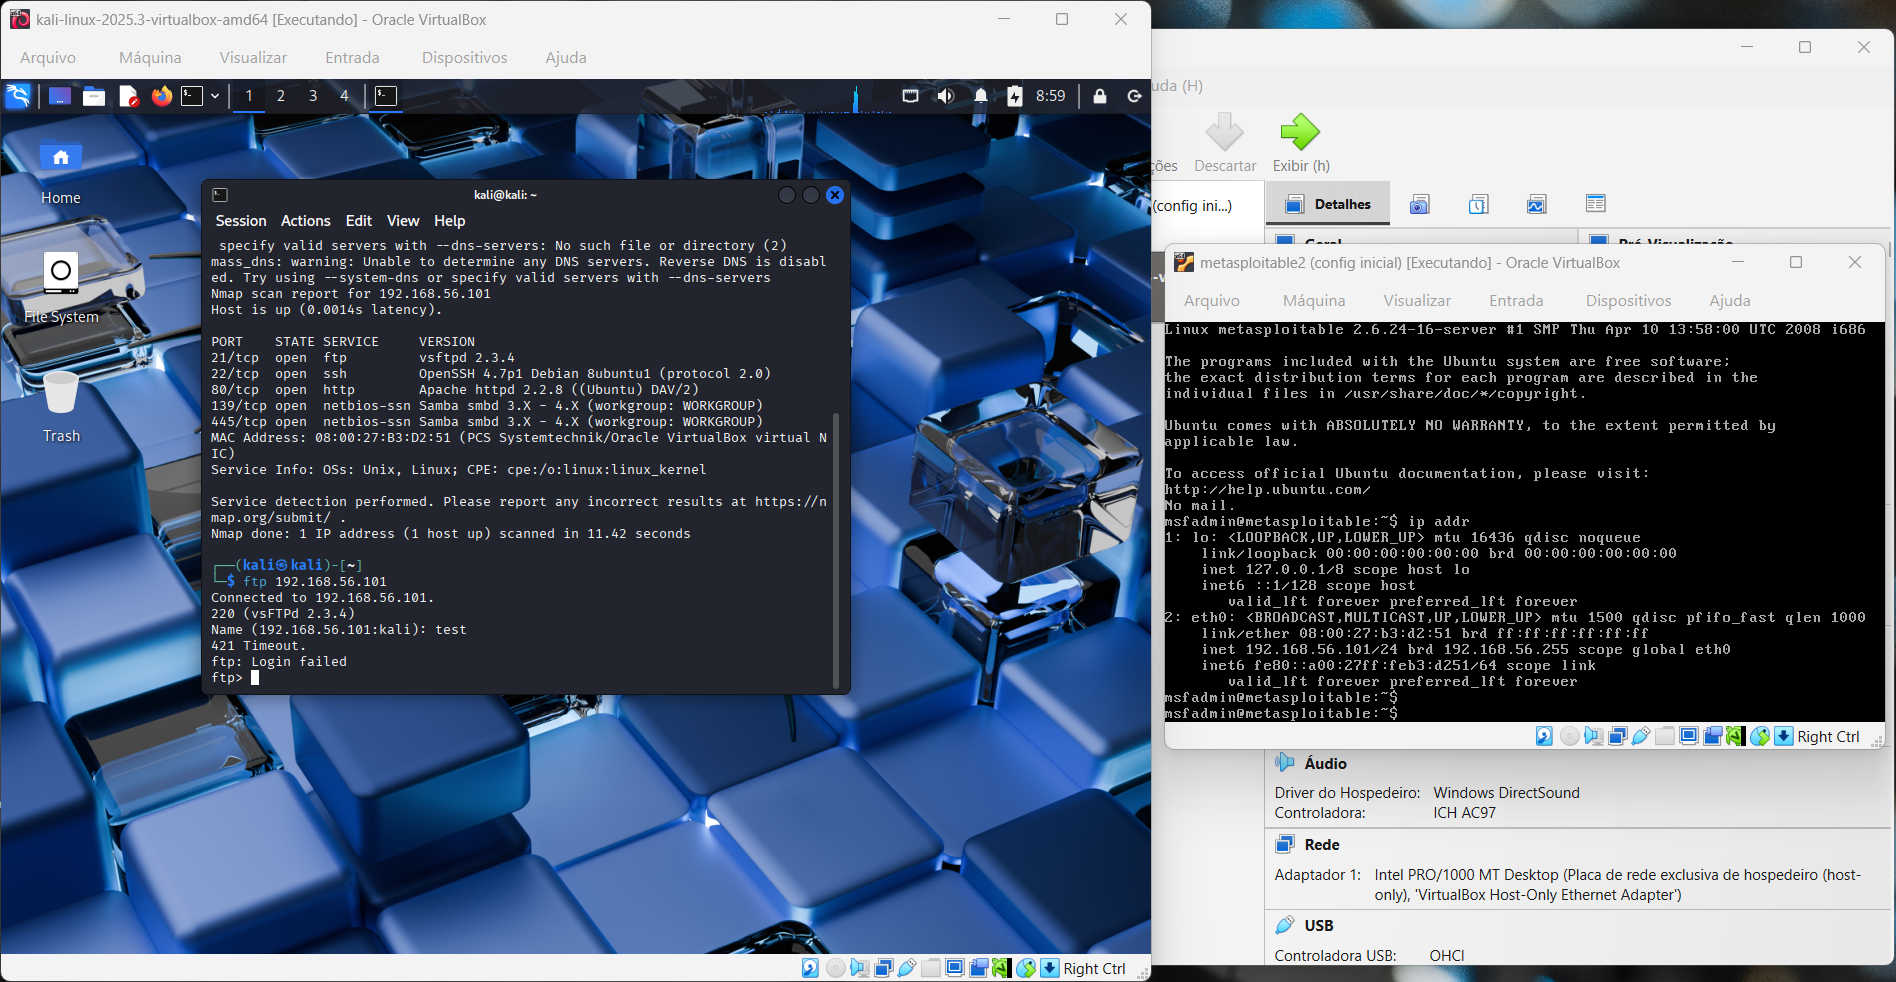 kali-linux-2025.3-virtualbox-amd64 [Executando] - Oracle VirtualBox
Arquivo Máquina Visualizar Entrada Dispositivos Ajuda
1 2 3 4 8:59
Home
File System
Trash
kali@kali: ~
Session Actions Edit View Help
specify valid servers with --dns-servers: No such file or directory (2)
mass_dns: warning: Unable to determine any DNS servers. Reverse DNS is disabl
ed. Try using --system-dns or specify valid servers with --dns-servers
Nmap scan report for 192.168.56.101
Host is up (0.0014s latency).
PORT STATE SERVICE VERSION
21/tcp open ftp vsftpd 2.3.4
22/tcp open ssh OpenSSH 4.7p1 Debian 8ubuntu1 (protocol 2.0)
80/tcp open http Apache httpd 2.2.8 ((Ubuntu) DAV/2)
139/tcp open netbios-ssn Samba smbd 3.X - 4.X (workgroup: WORKGROUP)
445/tcp open netbios-ssn Samba smbd 3.X - 4.X (workgroup: WORKGROUP)
MAC Address: 08:00:27:B3:D2:51 (PCS Systemtechnik/Oracle VirtualBox virtual N
IC)
Service Info: OSs: Unix, Linux; CPE: cpe:/o:linux:linux_kernel
Service detection performed. Please report any incorrect results at https://n
map.org/submit/ .
Nmap done: 1 IP address (1 host up) scanned in 11.42 seconds
┌──(kali㉿kali)-[~]
└─$ ftp 192.168.56.101
Connected to 192.168.56.101.
220 (vsFTPd 2.3.4)
Name (192.168.56.101:kali): test
421 Timeout.
ftp: Login failed
ftp>
Right Ctrl
uda (H)
ções Descartar Exibir (h)
(config ini...) Detalhes
metasploitable2 (config inicial) [Executando] - Oracle VirtualBox
Arquivo Máquina Visualizar Entrada Dispositivos Ajuda
Linux metasploitable 2.6.24-16-server #1 SMP Thu Apr 10 13:58:00 UTC 2008 i686
The programs included with the Ubuntu system are free software;
the exact distribution terms for each program are described in the
individual files in /usr/share/doc/*/copyright.
Ubuntu comes with ABSOLUTELY NO WARRANTY, to the extent permitted by
applicable law.
To access official Ubuntu documentation, please visit:
http://help.ubuntu.com/
No mail.
msfadmin@metasploitable:~$ ip addr
1: lo: <LOOPBACK,UP,LOWER_UP> mtu 16436 qdisc noqueue
link/loopback 00:00:00:00:00:00 brd 00:00:00:00:00:00
inet 127.0.0.1/8 scope host lo
inet6 ::1/128 scope host
valid_lft forever preferred_lft forever
2: eth0: <BROADCAST,MULTICAST,UP,LOWER_UP> mtu 1500 qdisc pfifo_fast qlen 1000
link/ether 08:00:27:b3:d2:51 brd ff:ff:ff:ff:ff:ff
inet 192.168.56.101/24 brd 192.168.56.255 scope global eth0
inet6 fe80::a00:27ff:feb3:d251/64 scope link
valid_lft forever preferred_lft forever
msfadmin@metasploitable:~$
msfadmin@metasploitable:~$
Right Ctrl
Áudio
Driver do Hospedeiro: Windows DirectSound
Controladora: ICH AC97
Rede
Adaptador 1: Intel PRO/1000 MT Desktop (Placa de rede exclusiva de hospedeiro (host-
only), 'VirtualBox Host-Only Ethernet Adapter')
USB
Controladora USB: OHCI